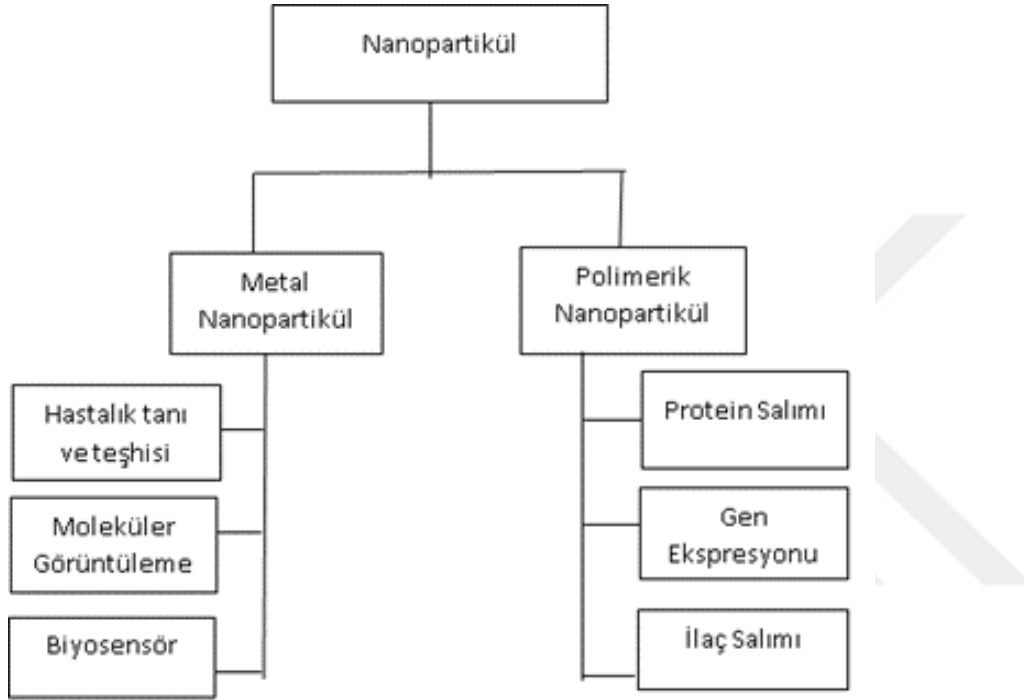 Nanopartikül
Metal
Nanopartikül
Polimerik
Nanopartikül
Hastalık tanı
ve teşhisi
Protein Salımı
Moleküler
Görüntüleme
Gen
Ekspresyonu
Biyosensör
İlaç Salımı